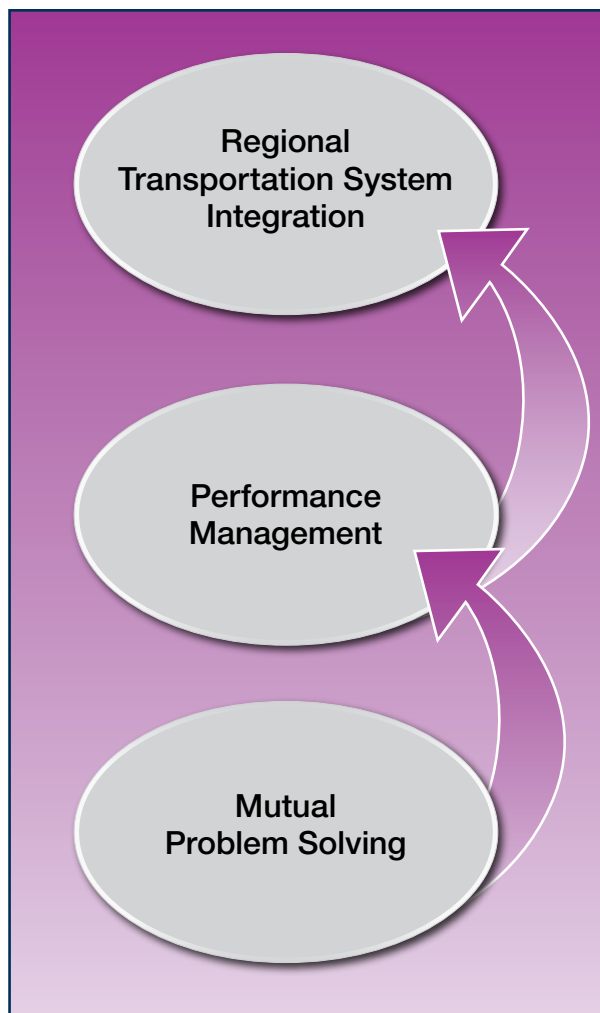 Regional
Transportation System
Integration
Performance
Management
Mutual
Problem Solving